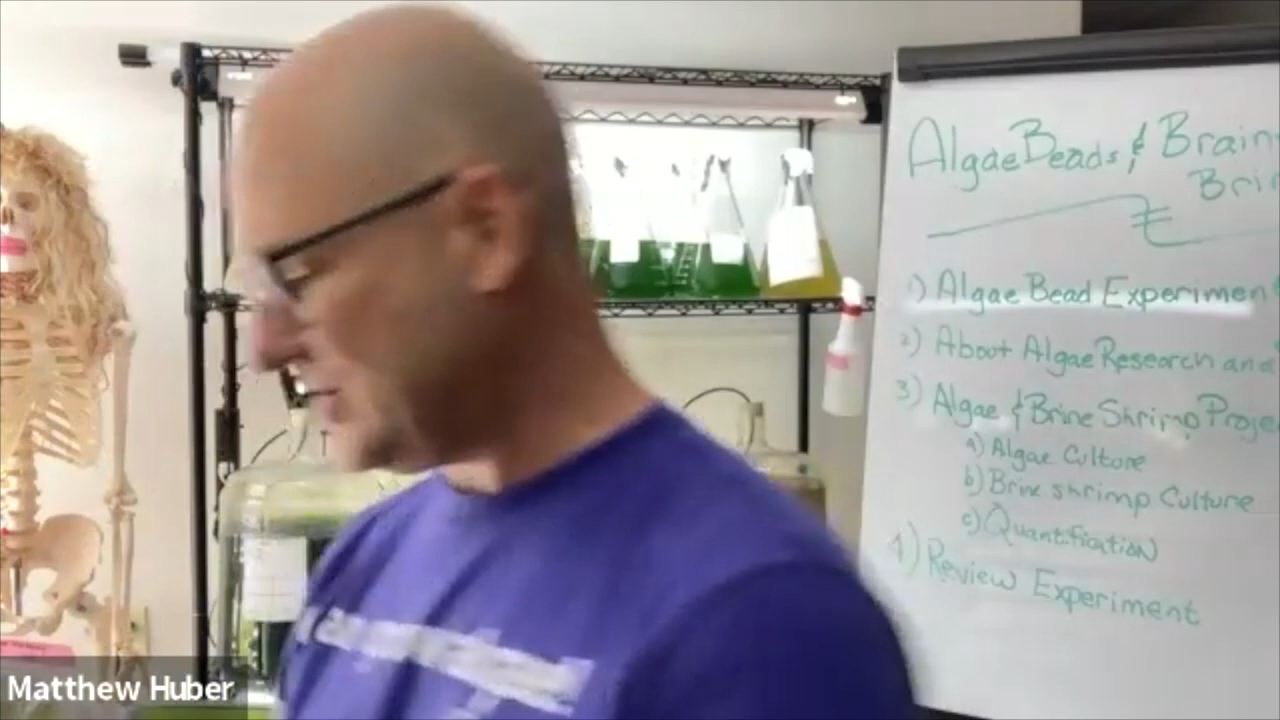 AlgaeBeads & Brain
Brin
1) Algae Bead Experimen
2) About Algae Research and
3) Algae & Brine Shrimp Projec
a) Algae Culture
b) Brine shrimp Culture
c) Quantification
4) Review Experiment
Matthew Huber